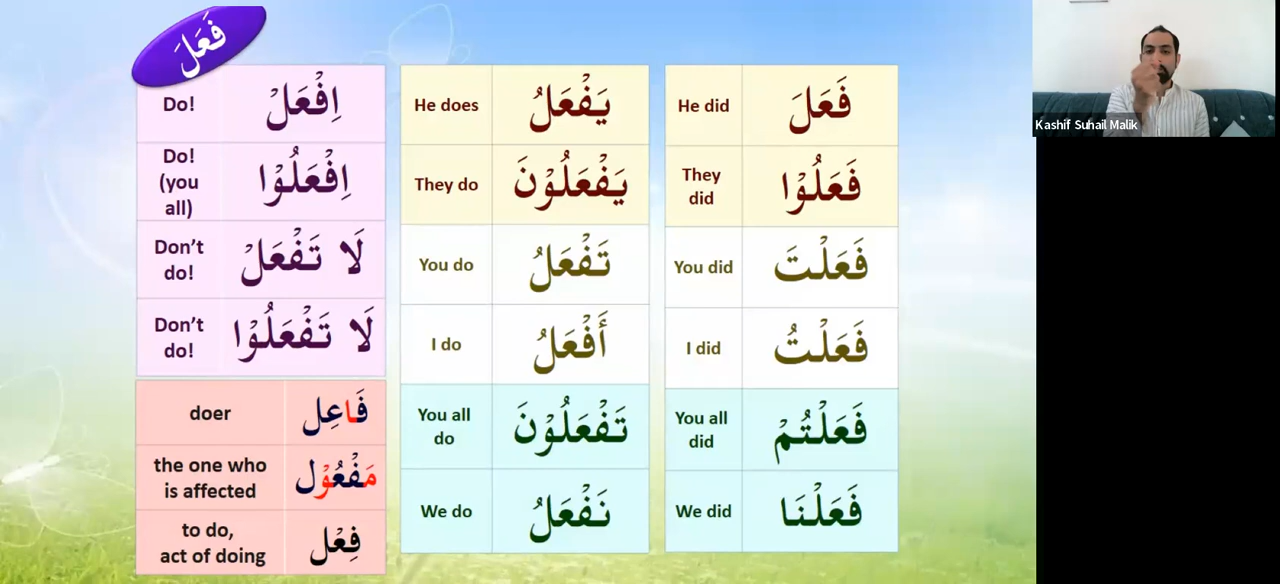 فَعَلَ
Do!
اِفْعَلْ
Do!
(you
all)
اِفْعَلُوْا
Don’t
do!
لَا تَفْعَلْ
Don’t
do!
لَا تَفْعَلُوْا
doer
فَاعِل
the one who
is affected
مَفْعُوْل
to do,
act of doing
فِعْل
He does
يَفْعَلُ
They do
يَفْعَلُوْنَ
You do
تَفْعَلُ
I do
أَفْعَلُ
You all
do
تَفْعَلُوْنَ
We do
نَفْعَلُ
He did
فَعَلَ
They
did
فَعَلُوْا
You did
فَعَلْتَ
I did
فَعَلْتُ
You all
did
فَعَلْتُمْ
We did
فَعَلْنَا
Kashif Suhail Malik